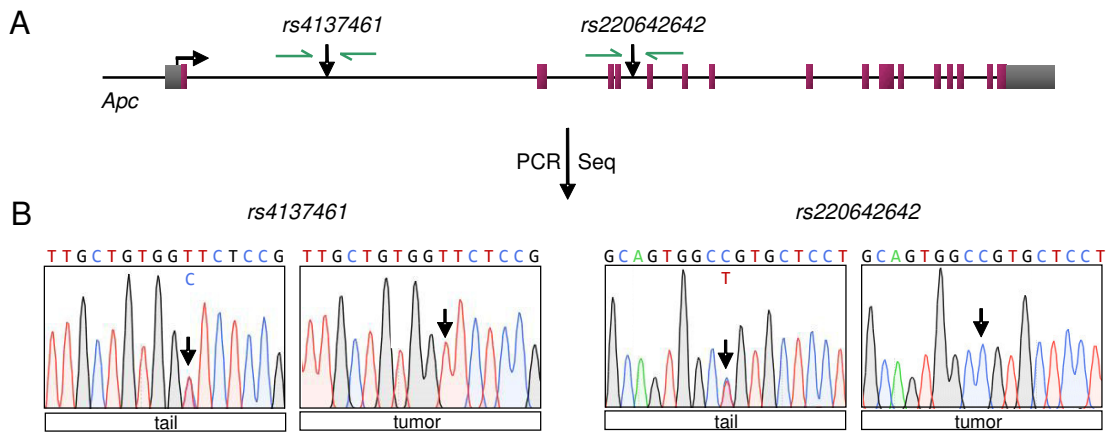 A
rs4137461
rs220642642
Apc
PCR Seq
B
rs4137461
rs220642642
TTGCTGTGGTTCTCCG
C
TTGCTGTGGTTCTCCG
GCAGTGGCCGTGCTCCT
T
GCAGTGGCCGTGCTCCT
tail
tumor
tail
tumor